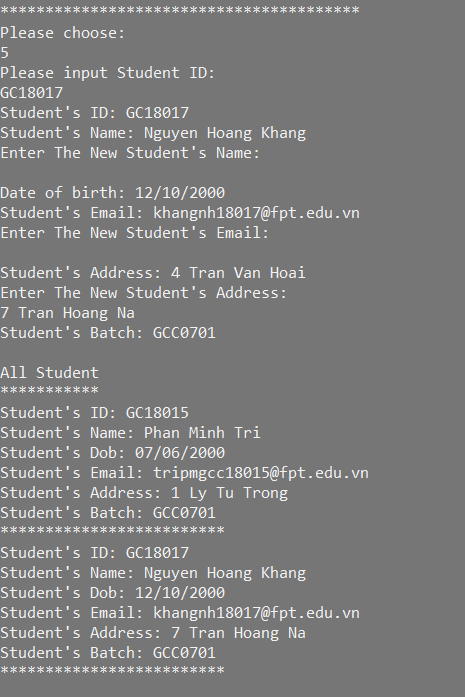 ****************************************
Please choose:
5
Please input Student ID:
GC18017
Student's ID: GC18017
Student's Name: Nguyen Hoang Khang
Enter The New Student's Name:
Date of birth: 12/10/2000
Student's Email: khangnh18017@fpt.edu.vn
Enter The New Student's Email:
Student's Address: 4 Tran Van Hoai
Enter The New Student's Address:
7 Tran Hoang Na
Student's Batch: GCC0701
All Student
***********
Student's ID: GC18015
Student's Name: Phan Minh Tri
Student's Dob: 07/06/2000
Student's Email: tripmgcc18015@fpt.edu.vn
Student's Address: 1 Ly Tu Trong
Student's Batch: GCC0701
*************************
Student's ID: GC18017
Student's Name: Nguyen Hoang Khang
Student's Dob: 12/10/2000
Student's Email: khangnh18017@fpt.edu.vn
Student's Address: 7 Tran Hoang Na
Student's Batch: GCC0701
*************************